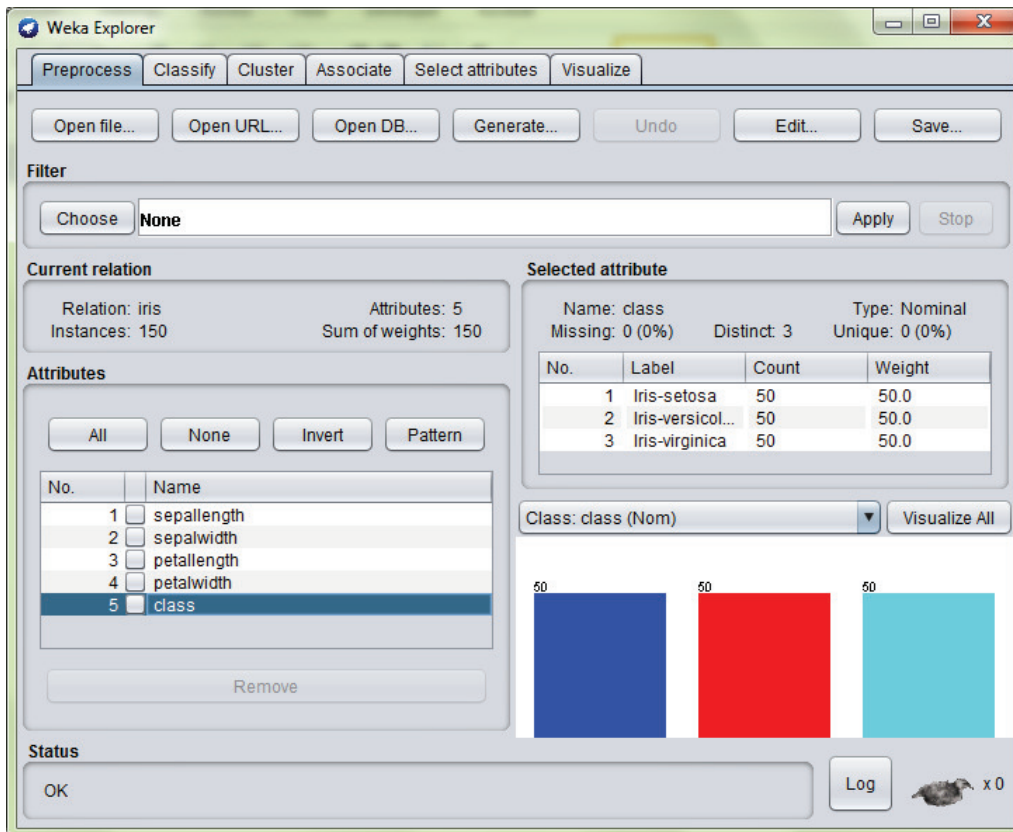 Weka Explorer
Preprocess Classify Cluster Associate Select attributes Visualize
Open file... Open URL... Open DB... Generate... Undo Edit... Save...
Filter
Choose None Apply Stop
Current relation
Relation: iris Attributes: 5
Instances: 150 Sum of weights: 150
Attributes
All None Invert Pattern
No. Name
1 sepallength
2 sepalwidth
3 petallength
4 petalwidth
5 class
Remove
Selected attribute
Name: class Type: Nominal
Missing: 0 (0%) Distinct: 3 Unique: 0 (0%)
No. Label Count Weight
1 Iris-setosa 50 50.0
2 Iris-versicol... 50 50.0
3 Iris-virginica 50 50.0
Class: class (Nom) Visualize All
50 50 50
Status
OK Log x 0